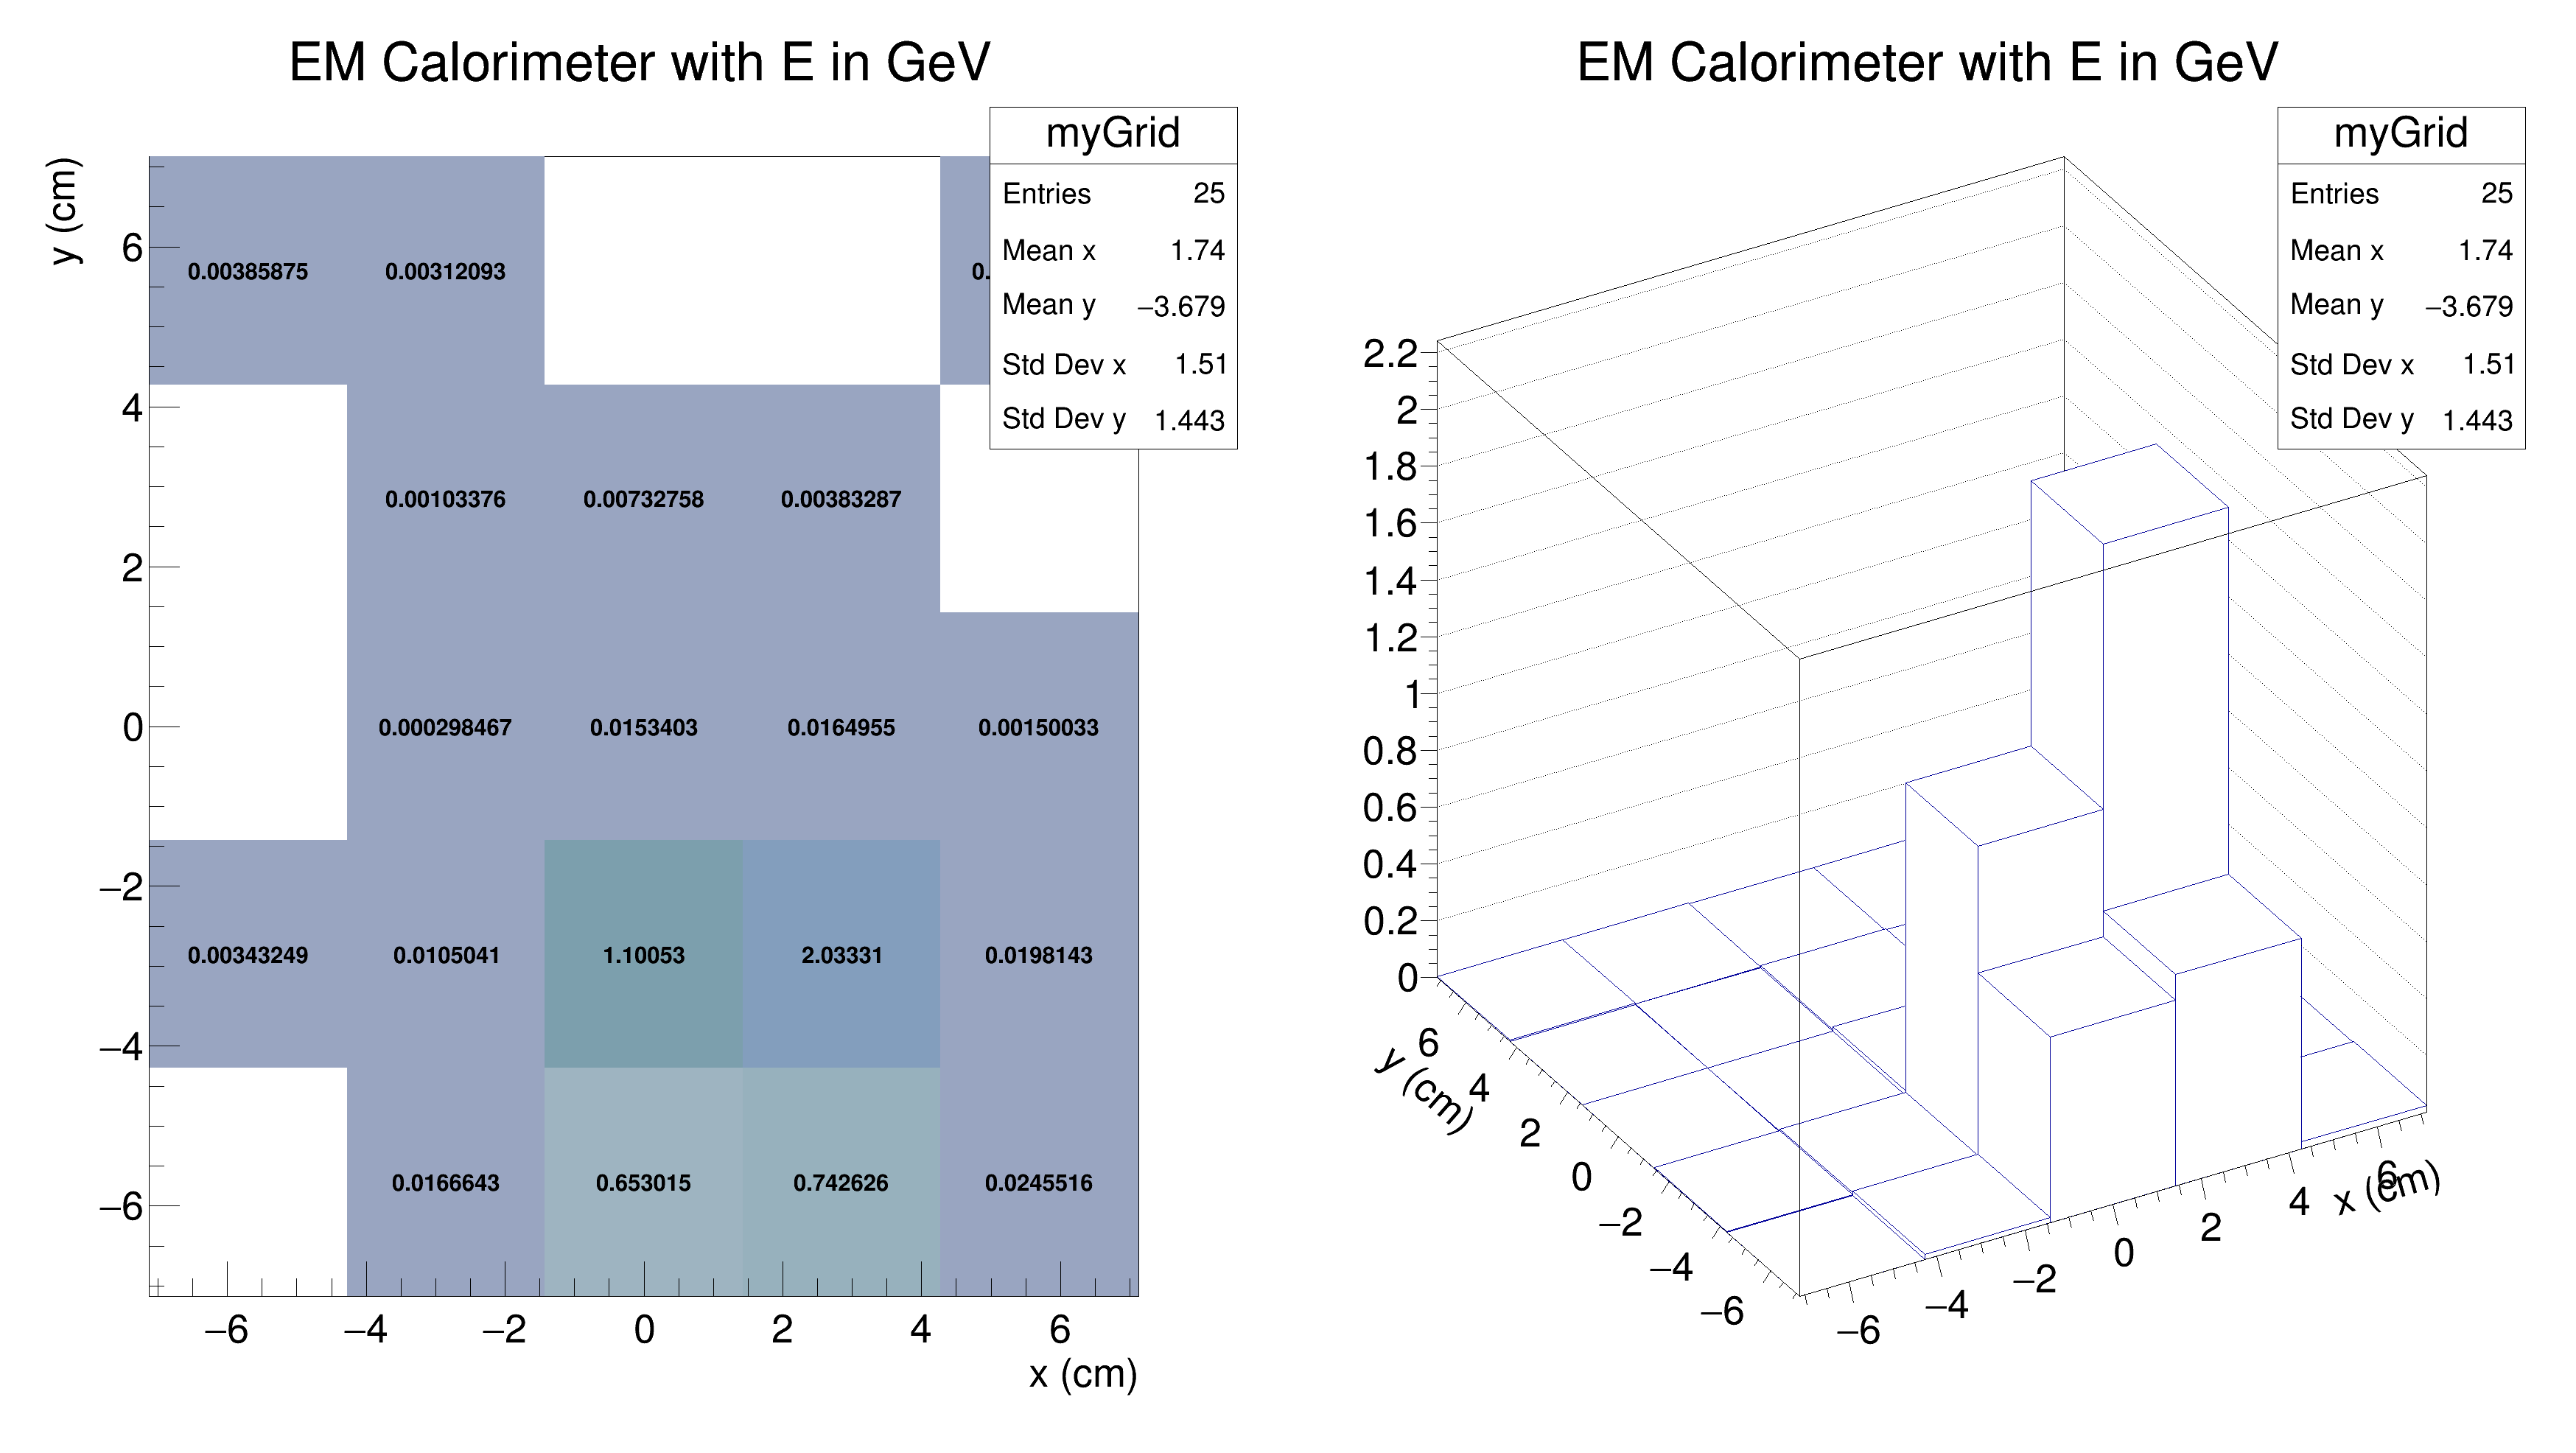 EM Calorimeter with E in GeV
myGrid
Entries 25
Mean x 1.74
Mean y −3.679
Std Dev x 1.51
Std Dev y 1.443
y (cm)
6
4
2
0
−2
−4
−6
0.00385875 0.00312093 0.
0.00103376 0.00732758 0.00383287
0.000298467 0.0153403 0.0164955 0.00150033
0.00343249 0.0105041 1.10053 2.03331 0.0198143
0.0166643 0.653015 0.742626 0.0245516
−6 −4 −2 0 2 4 6
x (cm)
EM Calorimeter with E in GeV
myGrid
Entries 25
Mean x 1.74
Mean y −3.679
Std Dev x 1.51
Std Dev y 1.443
2.2
2
1.8
1.6
1.4
1.2
1
0.8
0.6
0.4
0.2
0
y (cm)
6
4
2
0
−2
−4
−6
−6
−4
−2
0
2
4
6
x (cm)